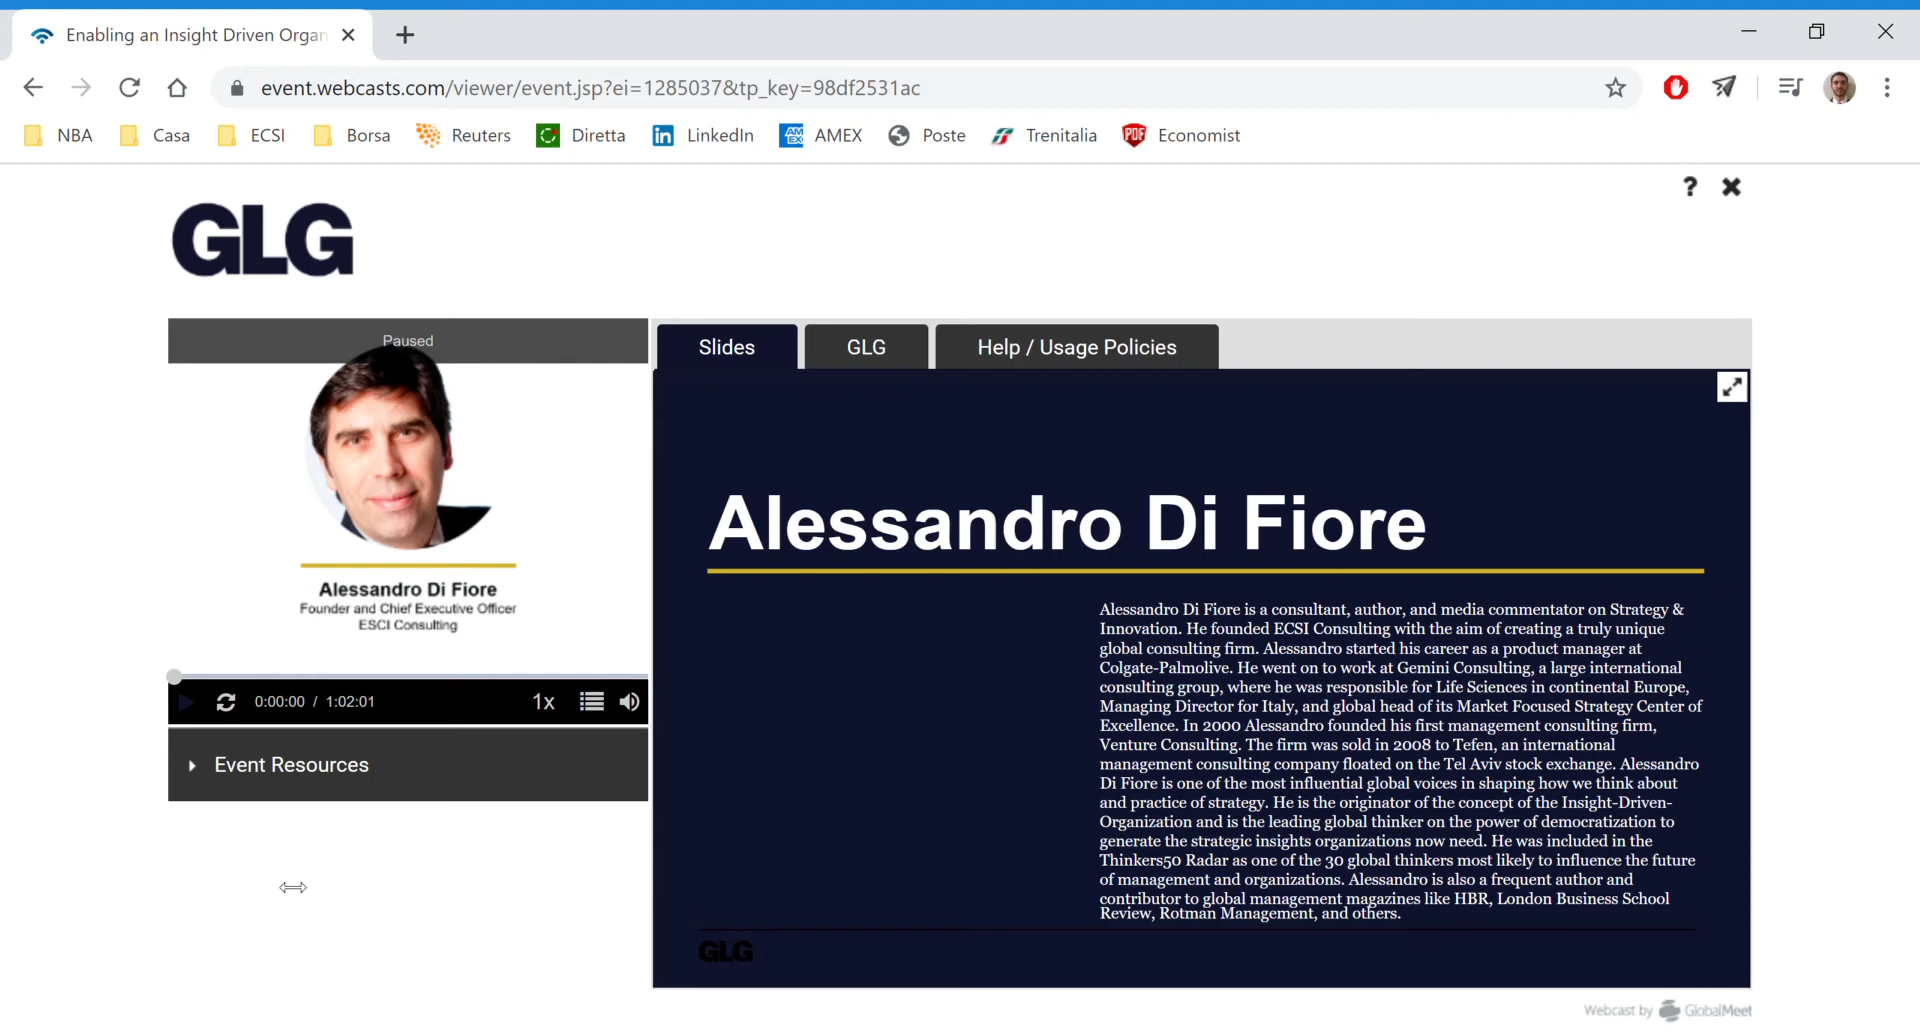 Enabling an Insight Driven Organ
event.webcasts.com/viewer/event.jsp?ei=1285037&tp_key=98df2531ac
NBA
Casa
ECSI
Borsa
Reuters
Diretta
in
LinkedIn
AM
EX
AMEX
Poste
Trenitalia
PDF
Economist
?
GLG
Paused
Alessandro Di Fiore
Founder and Chief Executive Officer
ESCI Consulting
0:00:00 / 1:02:01
1x
Event Resources
Slides
GLG
Help / Usage Policies
Alessandro Di Fiore
Alessandro Di Fiore is a consultant, author, and media commentator on Strategy &
Innovation. He founded ECSI Consulting with the aim of creating a truly unique
global consulting firm. Alessandro started his career as a product manager at
Colgate-Palmolive. He went on to work at Gemini Consulting, a large international
consulting group, where he was responsible for Life Sciences in continental Europe,
Managing Director for Italy, and global head of its Market Focused Strategy Center of
Excellence. In 2000 Alessandro founded his first management consulting firm,
Venture Consulting. The firm was sold in 2008 to Tefen, an international
management consulting company floated on the Tel Aviv stock exchange. Alessandro
Di Fiore is one of the most influential global voices in shaping how we think about
and practice of strategy. He is the originator of the concept of the Insight-Driven-
Organization and is the leading global thinker on the power of democratization to
generate the strategic insights organizations now need. He was included in the
Thinkers50 Radar as one of the 30 global thinkers most likely to influence the future
of management and organizations. Alessandro is also a frequent author and
contributor to global management magazines like HBR, London Business School
Review, Rotman Management, and others.
GLG
Webcast by GlobalMeet